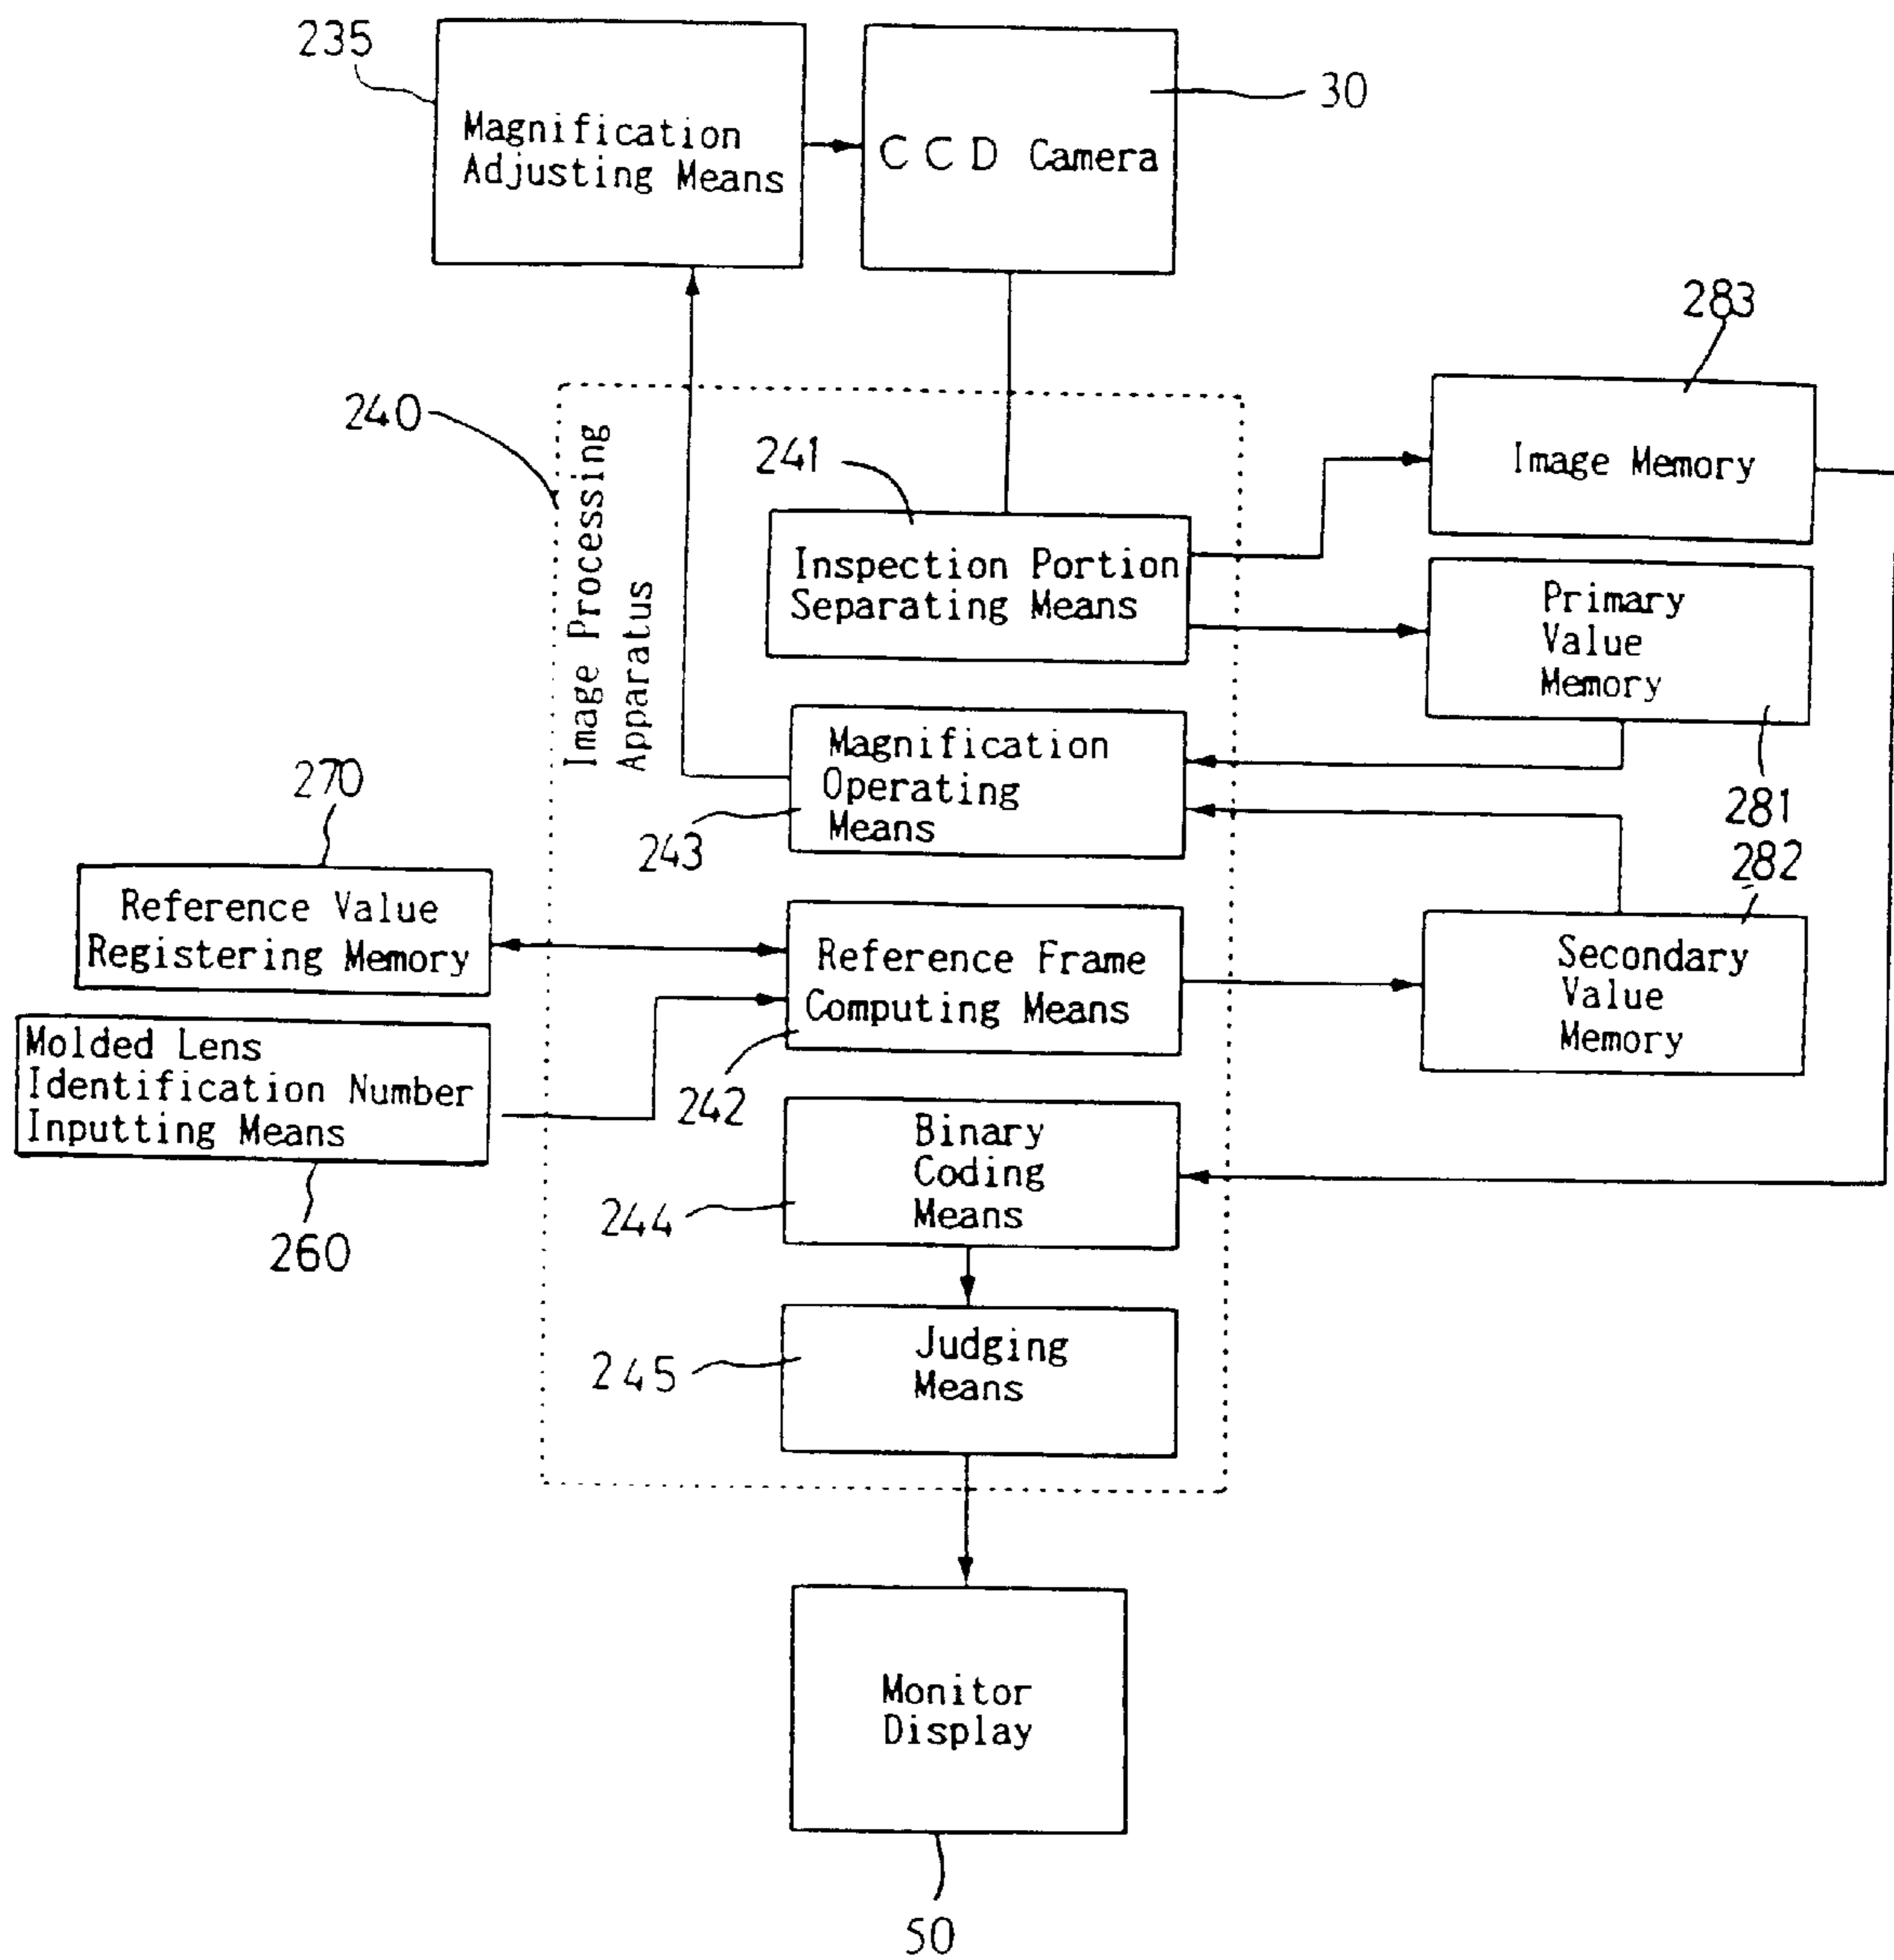 235
Magnification
Adjusting Means
CCD Camera
30
283
Image Memory
240
Image Processing
Apparatus
241
Inspection Portion
Separating Means
Primary
Value
Memory
281
Magnification
Operating
Means
243
270
Reference Value
Registering Memory
282
Secondary
Value
Memory
Reference Frame
Computing Means
242
Molded Lens
Identification Number
Inputting Means
260
Binary
Coding
Means
244
Judging
Means
245
Monitor
Display
50